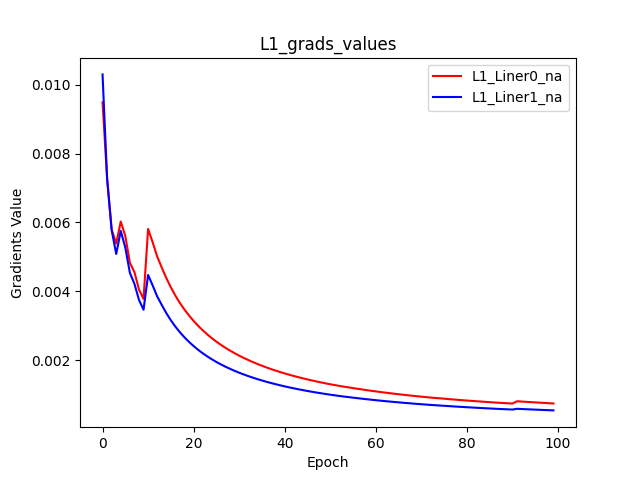 L1_grads_values
L1_Liner0_na
L1_Liner1_na
Gradients Value
0.010
0.008
0.006
0.004
0.002
0 20 40 60 80 100
Epoch